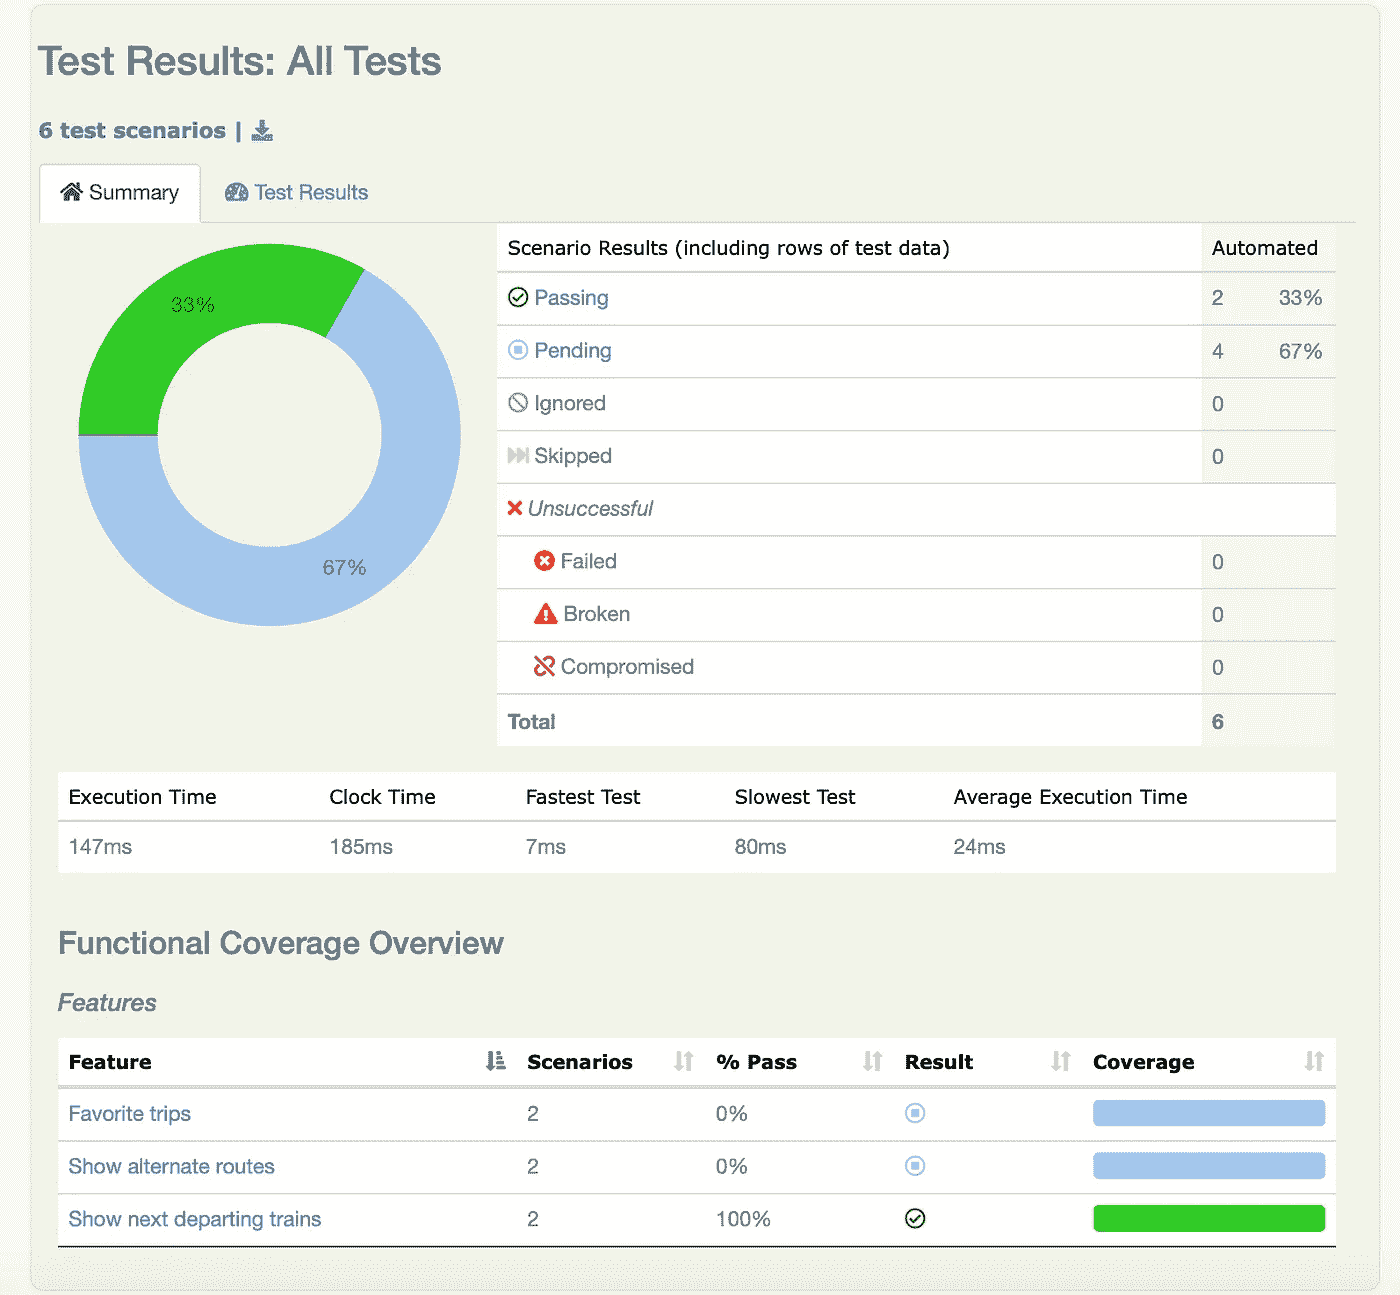 Test Results: All Tests
6 test scenarios |
Summary
Test Results
33%
67%
Scenario Results (including rows of test data) Automated
Passing 2 33%
Pending 4 67%
Ignored 0
Skipped 0
Unsuccessful
Failed 0
Broken 0
Compromised 0
Total 6
Execution Time Clock Time Fastest Test Slowest Test Average Execution Time
147ms 185ms 7ms 80ms 24ms
Functional Coverage Overview
Features
Feature Scenarios % Pass Result Coverage
Favorite trips 2 0%
Show alternate routes 2 0%
Show next departing trains 2 100%